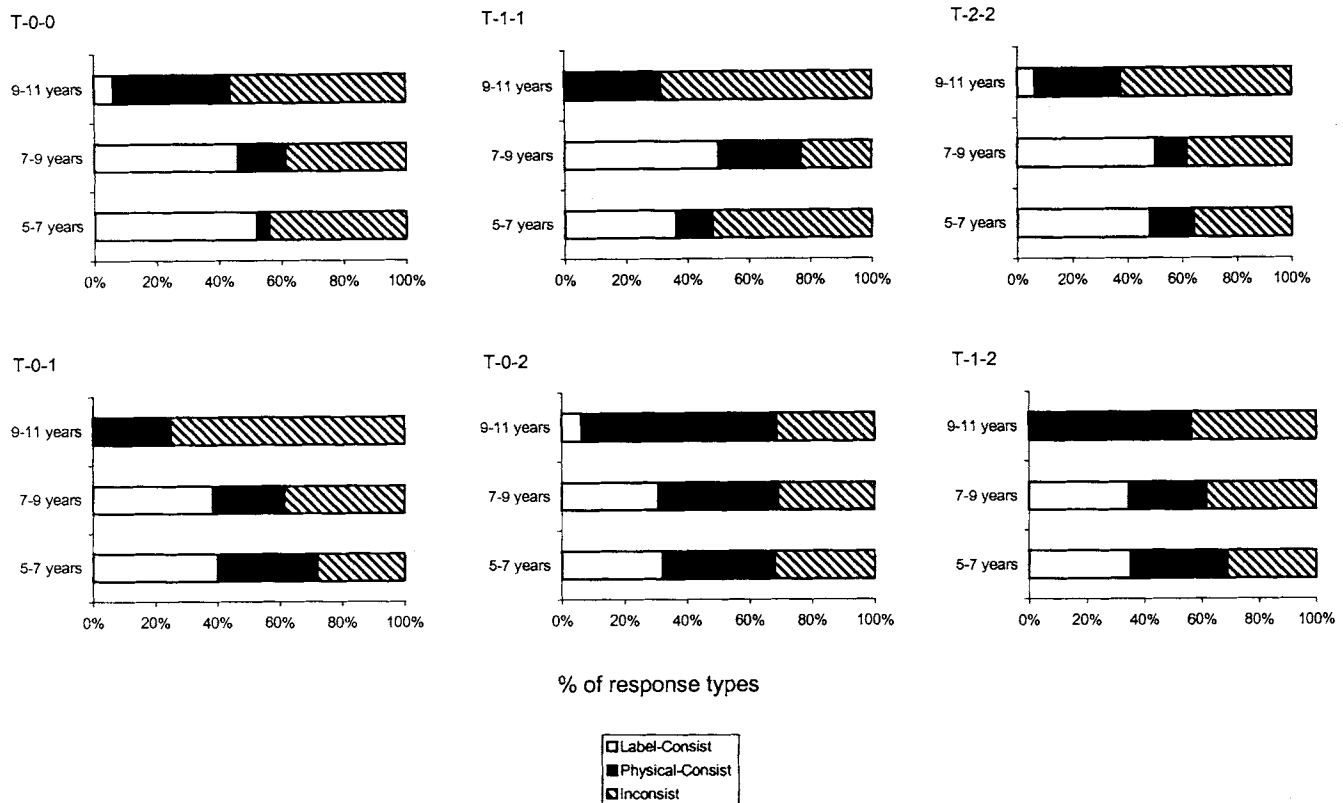 T-0-0
9-11 years
7-9 years
5-7 years
0% 20% 40% 60% 80% 100%
T-1-1
9-11 years
7-9 years
5-7 years
0% 20% 40% 60% 80% 100%
T-2-2
9-11 years
7-9 years
5-7 years
0% 20% 40% 60% 80% 100%
T-0-1
9-11 years
7-9 years
5-7 years
0% 20% 40% 60% 80% 100%
T-0-2
9-11 years
7-9 years
5-7 years
0% 20% 40% 60% 80% 100%
T-1-2
9-11 years
7-9 years
5-7 years
0% 20% 40% 60% 80% 100%
% of response types
Label-Consist
Physical-Consist
Inconsist